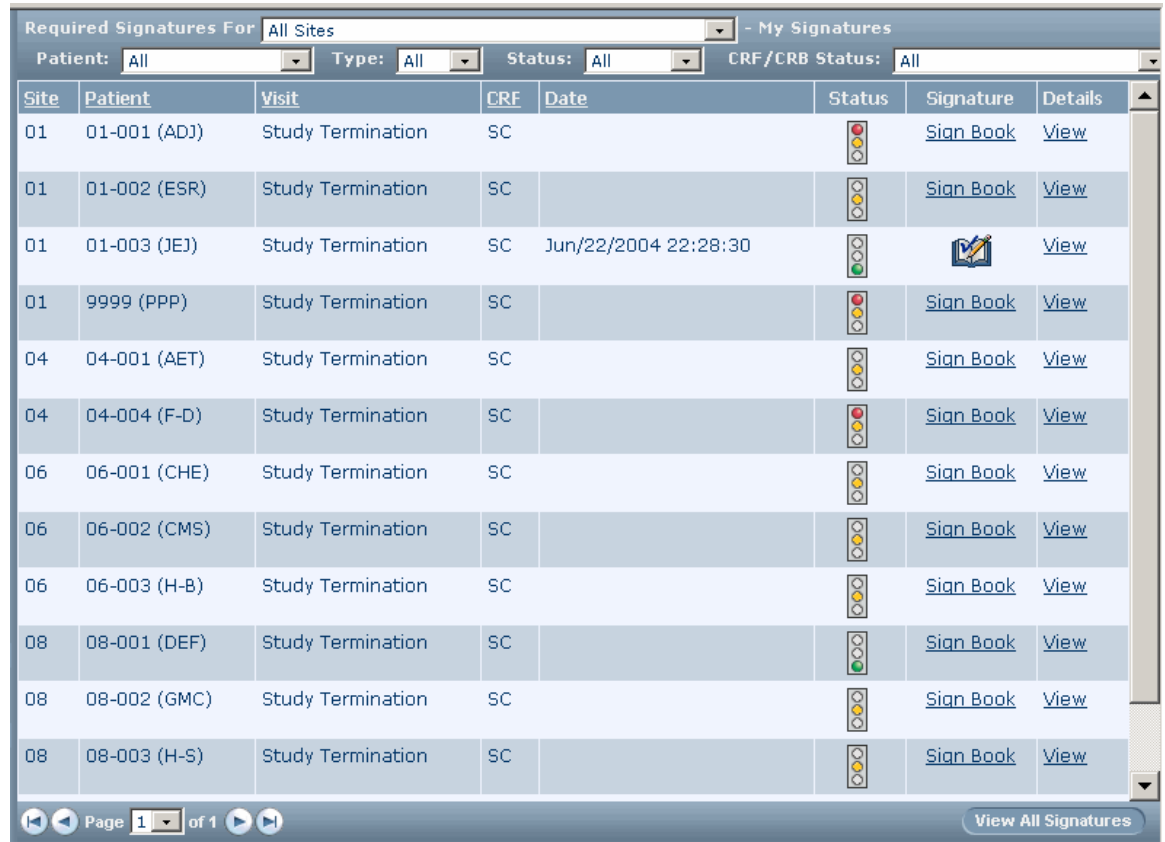 Required Signatures For All Sites - My Signatures
Patient: All Type: All Status: All CRF/CRB Status: All
Site Patient Visit CRF Date Status Signature Details
01 01-001 (ADJ) Study Termination SC Sign Book View
01 01-002 (ESR) Study Termination SC Sign Book View
01 01-003 (JEJ) Study Termination SC Jun/22/2004 22:28:30 View
01 9999 (PPP) Study Termination SC Sign Book View
04 04-001 (AET) Study Termination SC Sign Book View
04 04-004 (F-D) Study Termination SC Sign Book View
06 06-001 (CHE) Study Termination SC Sign Book View
06 06-002 (CMS) Study Termination SC Sign Book View
06 06-003 (H-B) Study Termination SC Sign Book View
08 08-001 (DEF) Study Termination SC Sign Book View
08 08-002 (GMC) Study Termination SC Sign Book View
08 08-003 (H-S) Study Termination SC Sign Book View
Page 1 of 1 View All Signatures